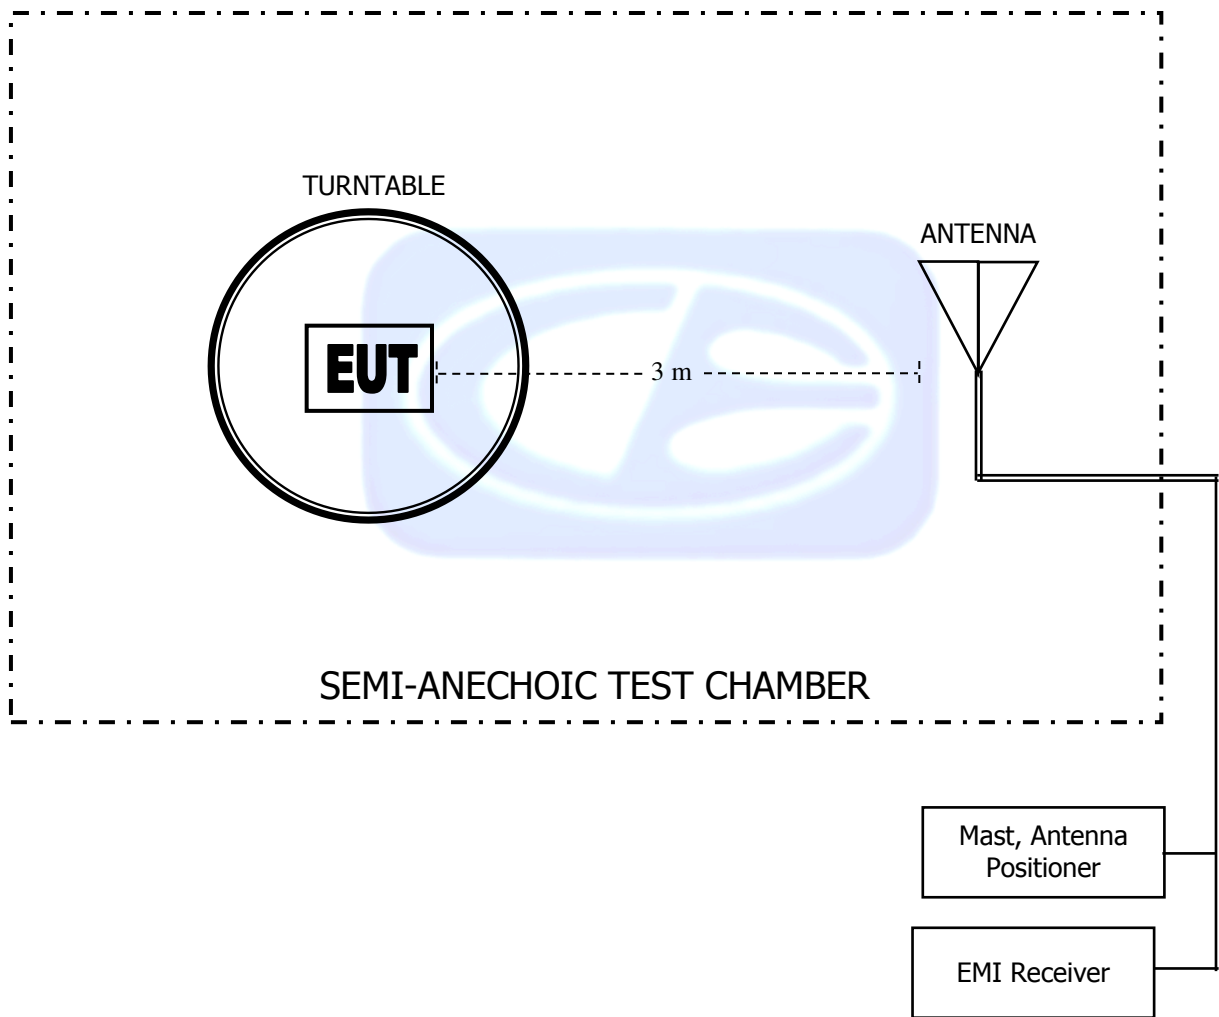 TURNTABLE
ANTENNA
EUT
3 m
SEMI-ANECHOIC TEST CHAMBER
Mast, Antenna
Positioner
EMI Receiver